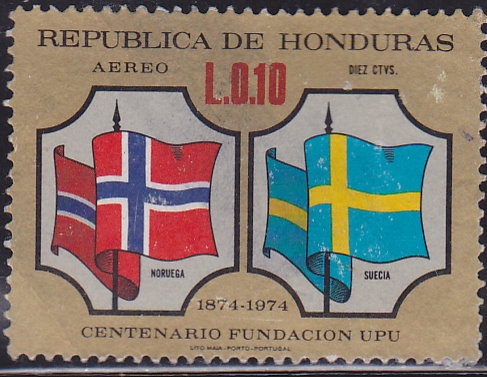 REPUBLICA DE HONDURAS
AEREO
L.0.10
DIEZ CTVS.
NORUEGA
SUECIA
1874-1974
CENTENARIO FUNDACION UPU
LITO MAIA-PORTO-PORTUGAL